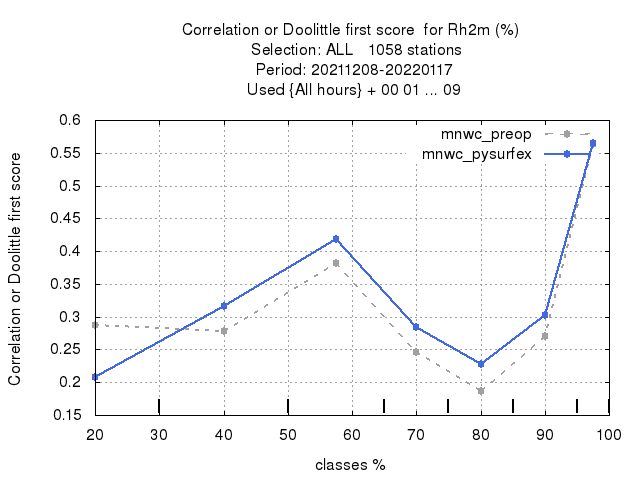 Correlation or Doolittle first score  for Rh2m (%)
Selection: ALL   1058 stations
Period: 20211208-20220117
Used {All hours} + 00 01 ... 09
mnwc_preop
mnwc_pysurfex
Correlation or Doolittle first score
0.6
0.55
0.5
0.45
0.4
0.35
0.3
0.25
0.2
0.15
20 30 40 50 60 70 80 90 100
classes %